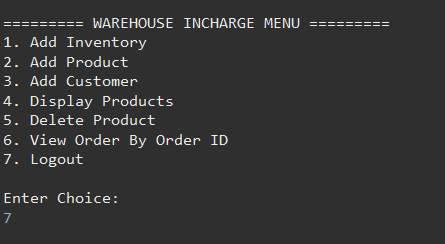 ========= WAREHOUSE INCHARGE MENU =========
1. Add Inventory
2. Add Product
3. Add Customer
4. Display Products
5. Delete Product
6. View Order By Order ID
7. Logout
Enter Choice:
7